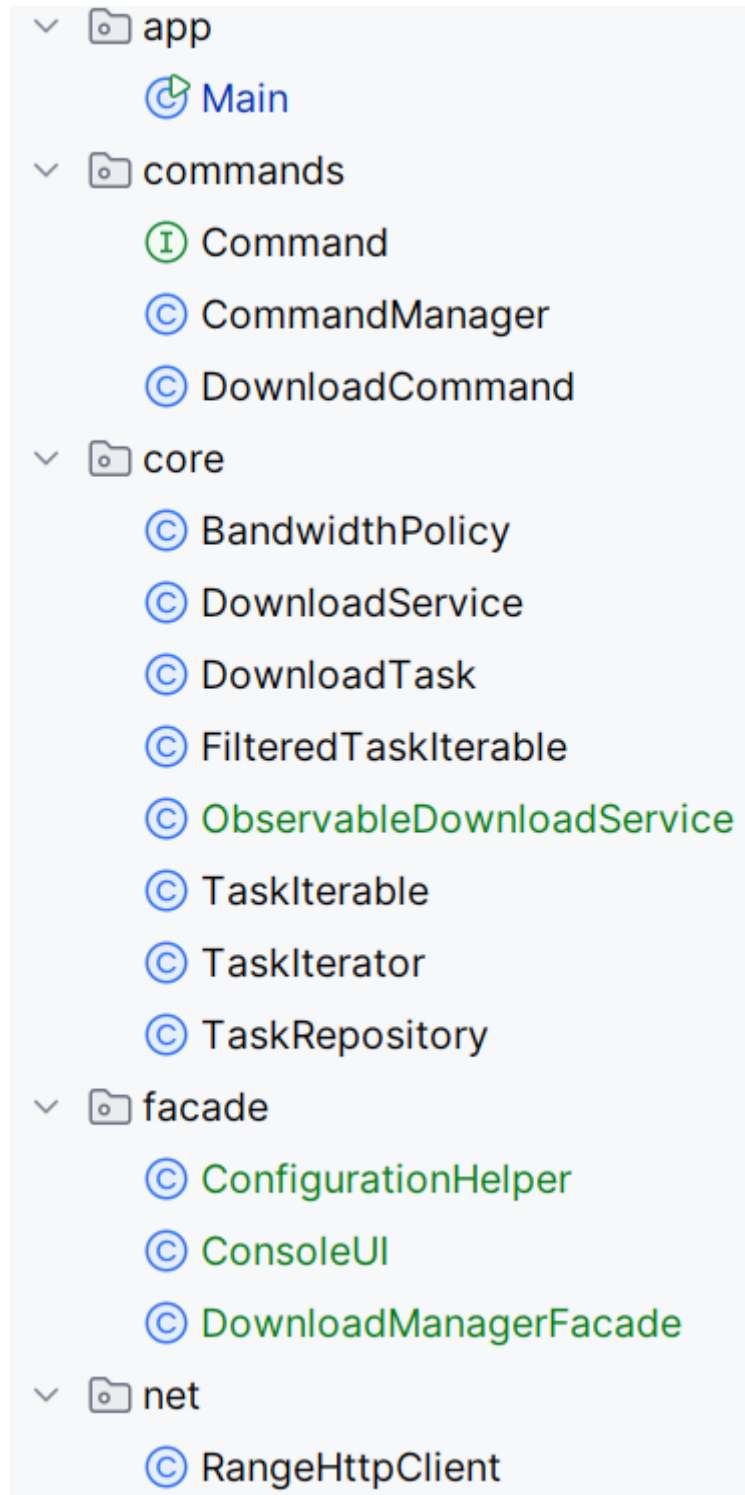 app
Main
commands
Command
CommandManager
DownloadCommand
core
BandwidthPolicy
DownloadService
DownloadTask
FilteredTaskIterable
ObservableDownloadService
TaskIterable
TaskIterator
TaskRepository
facade
ConfigurationHelper
ConsoleUI
DownloadManagerFacade
net
RangeHttpClient